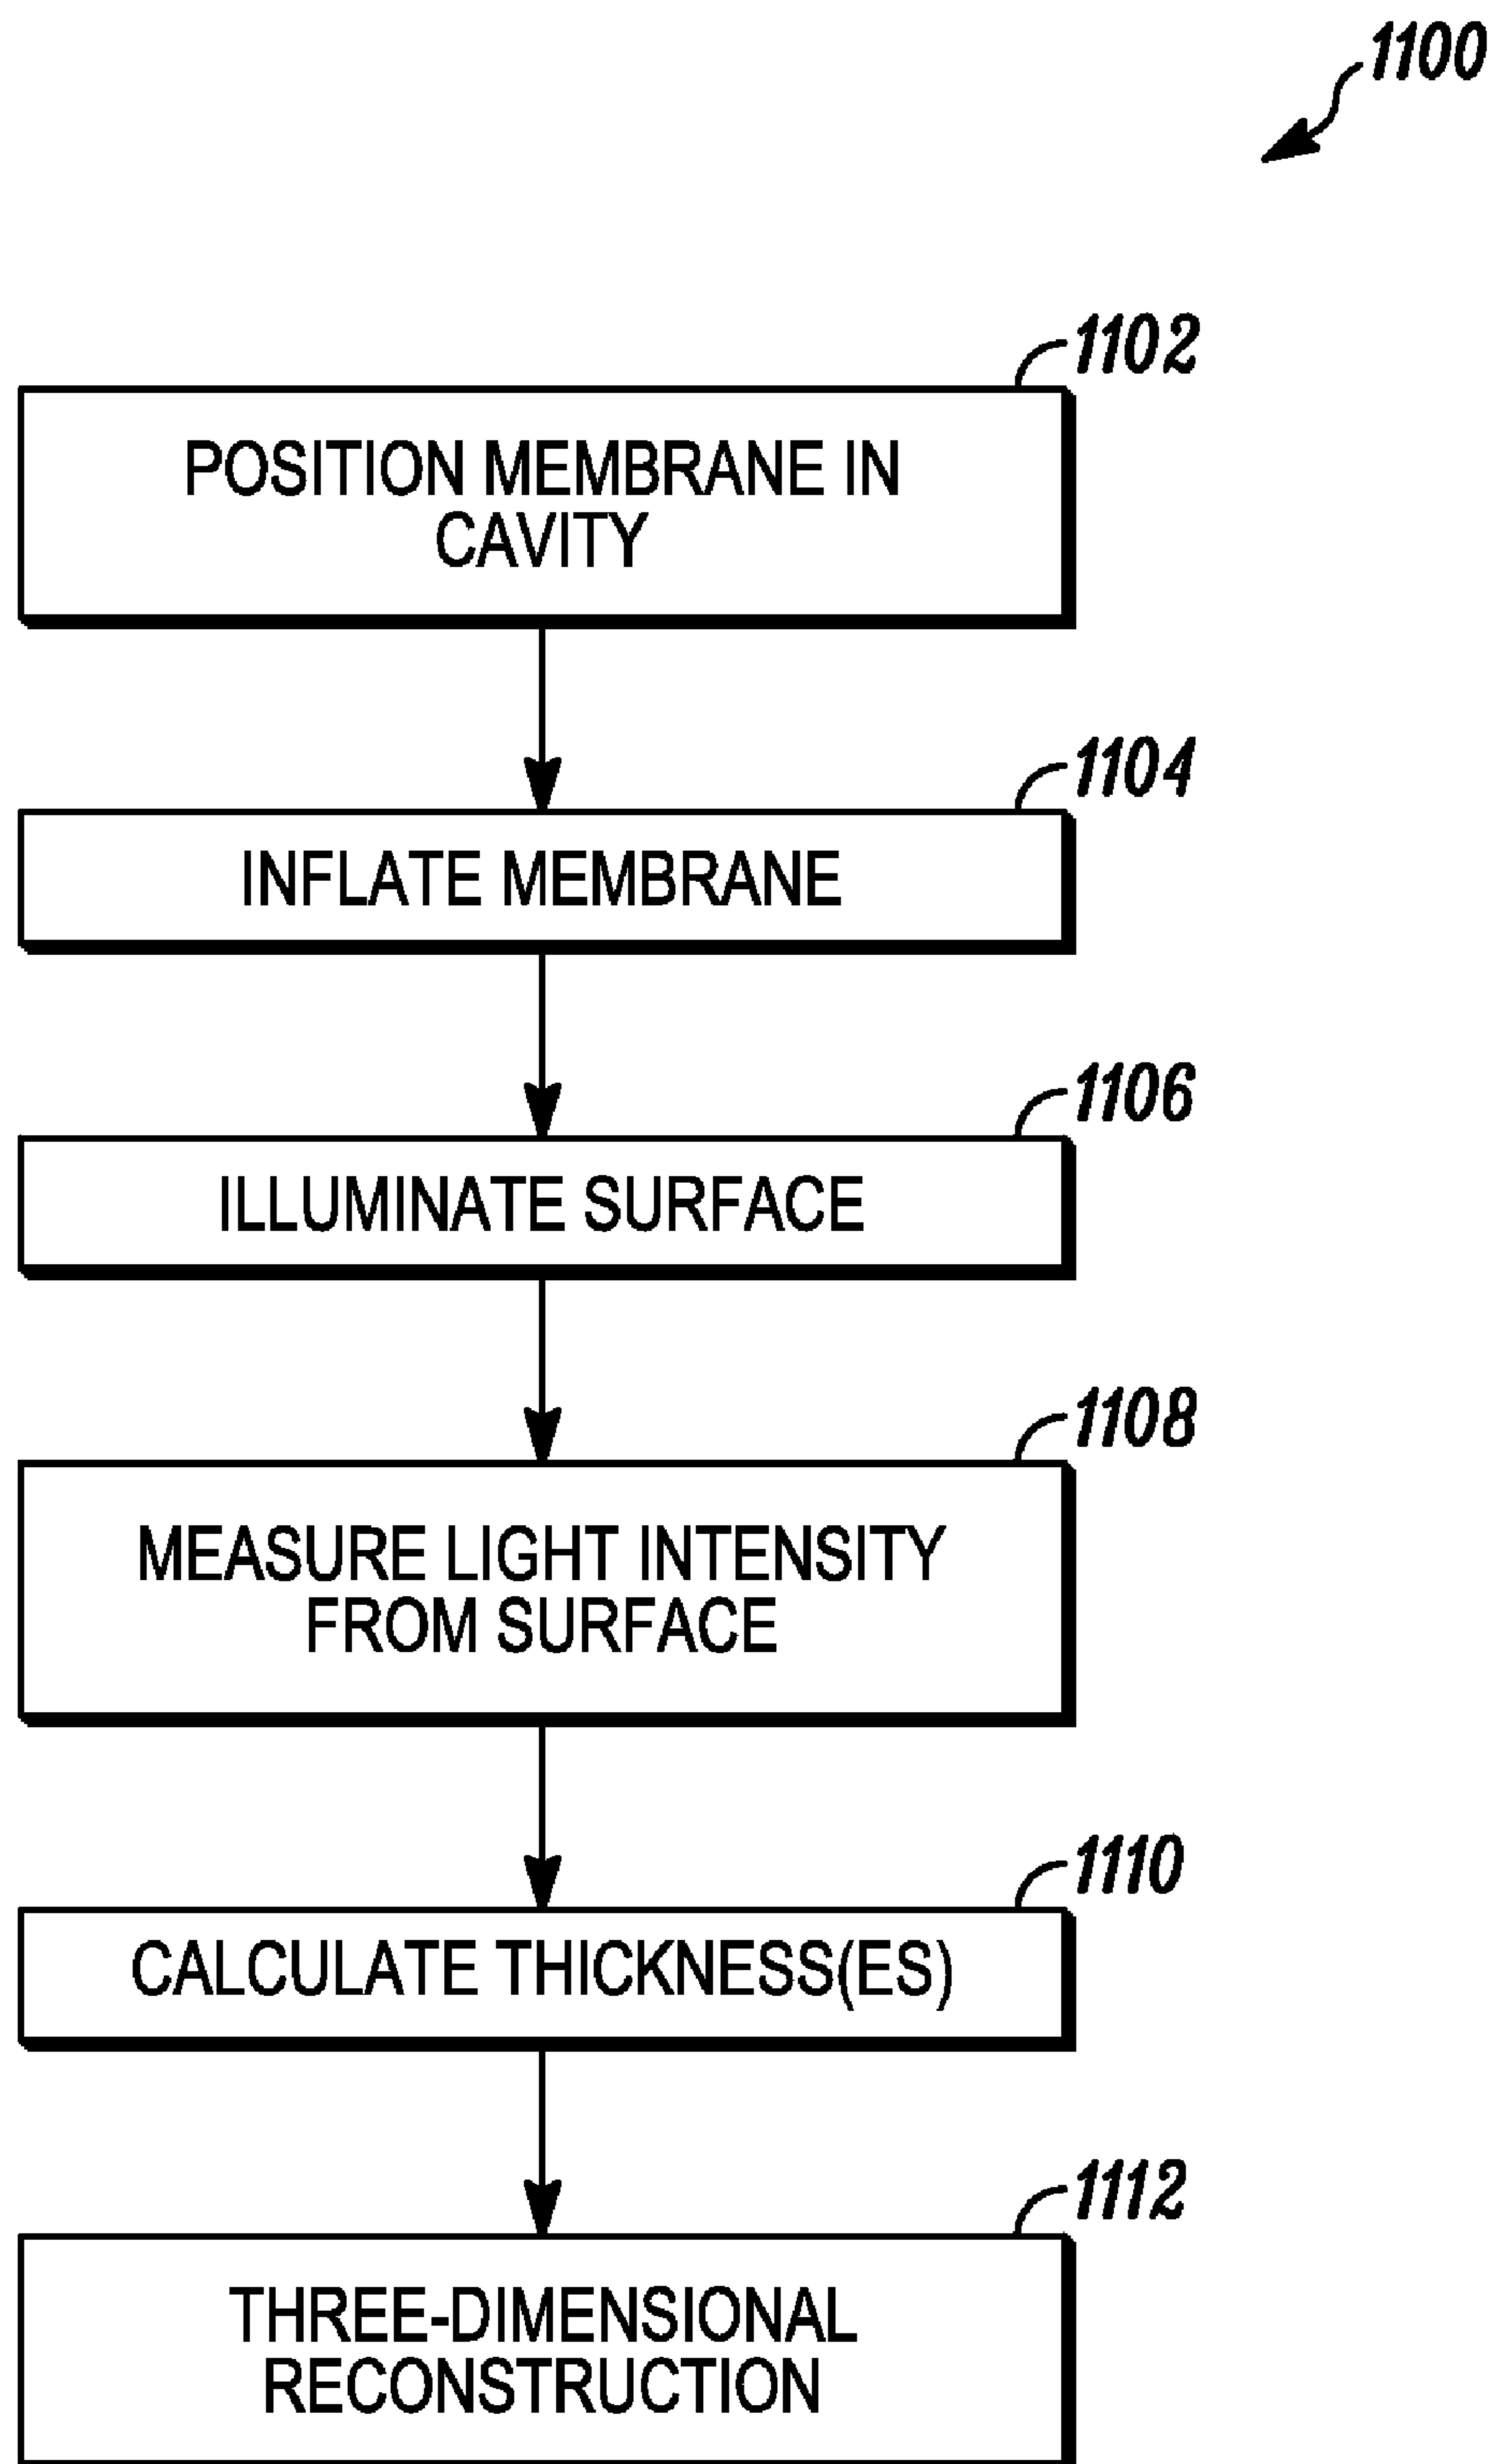 1100
1102
POSITION MEMBRANE IN
CAVITY
1104
INFLATE MEMBRANE
1106
ILLUMINATE SURFACE
1108
MEASURE LIGHT INTENSITY
FROM SURFACE
1110
CALCULATE THICKNESS(ES)
1112
THREE-DIMENSIONAL
RECONSTRUCTION